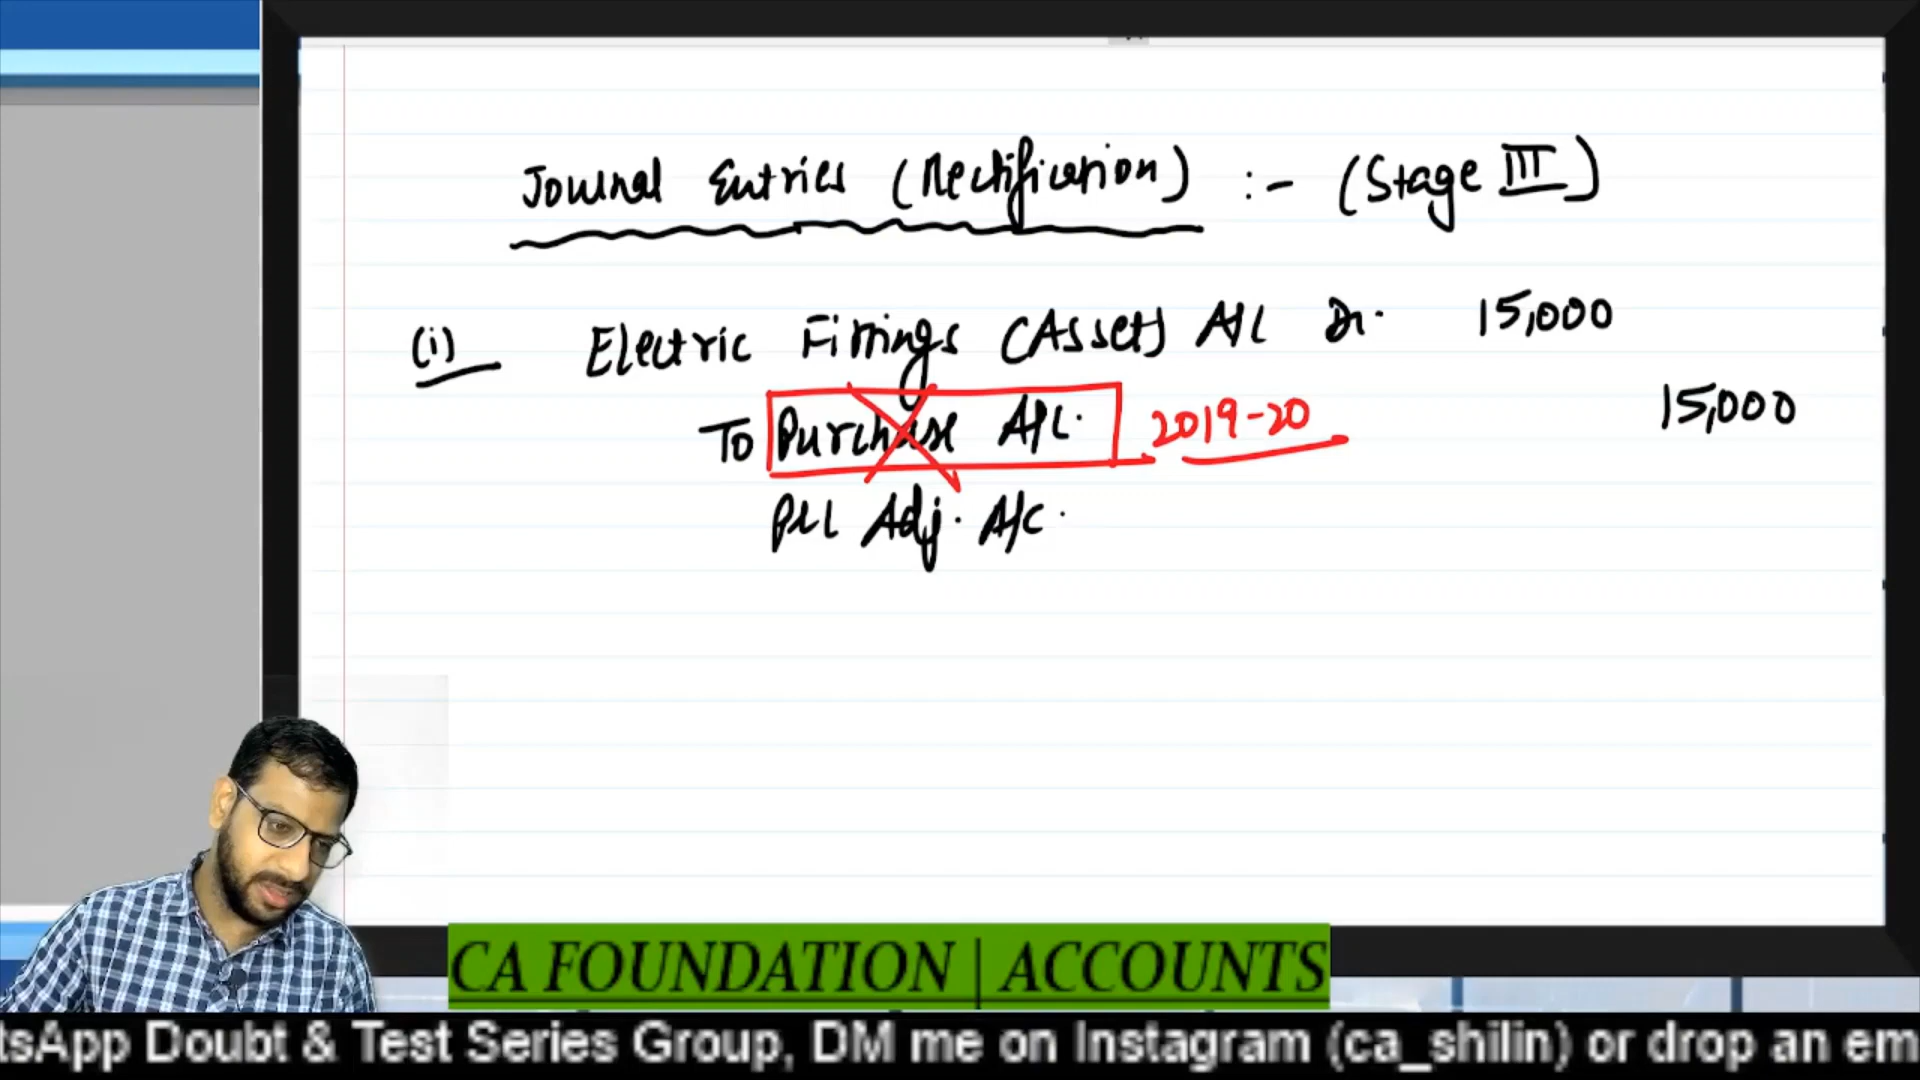 Journal Entries (Rectification) :- (Stage III)
(i) Electric Fittings (Assets) A/c Dr. 15,000
To Purchase A/c. 2019-20 15,000
P&L Adj. A/c.
CA FOUNDATION | ACCOUNTS
tsApp Doubt & Test Series Group, DM me on Instagram (ca_shilin) or drop an em